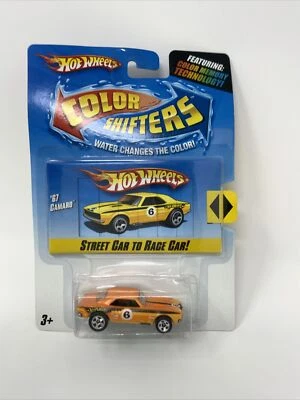 Hot Wheels
FEATURING:
COLOR MEMORY
TECHNOLOGY!
COLOR
SHIFTERS™
WATER CHANGES THE COLOR!
Hot Wheels
'67
CAMARO
6
STREET CAR TO RACE CAR!
3+
6